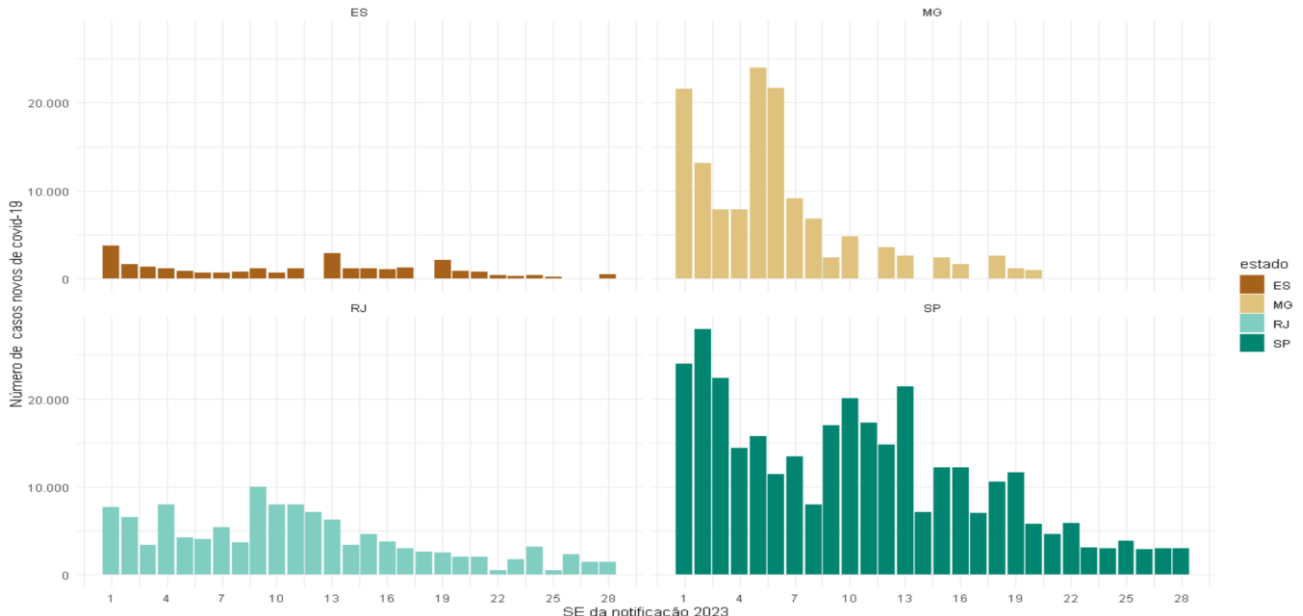 ES
MG
20.000
10.000
0
RJ
SP
20.000
10.000
0
1 4 7 10 13 16 19 22 25 28
1 4 7 10 13 16 19 22 25 28
Número de casos novos de covid-19
SE da notificação 2023
estado
ES
MG
RJ
SP